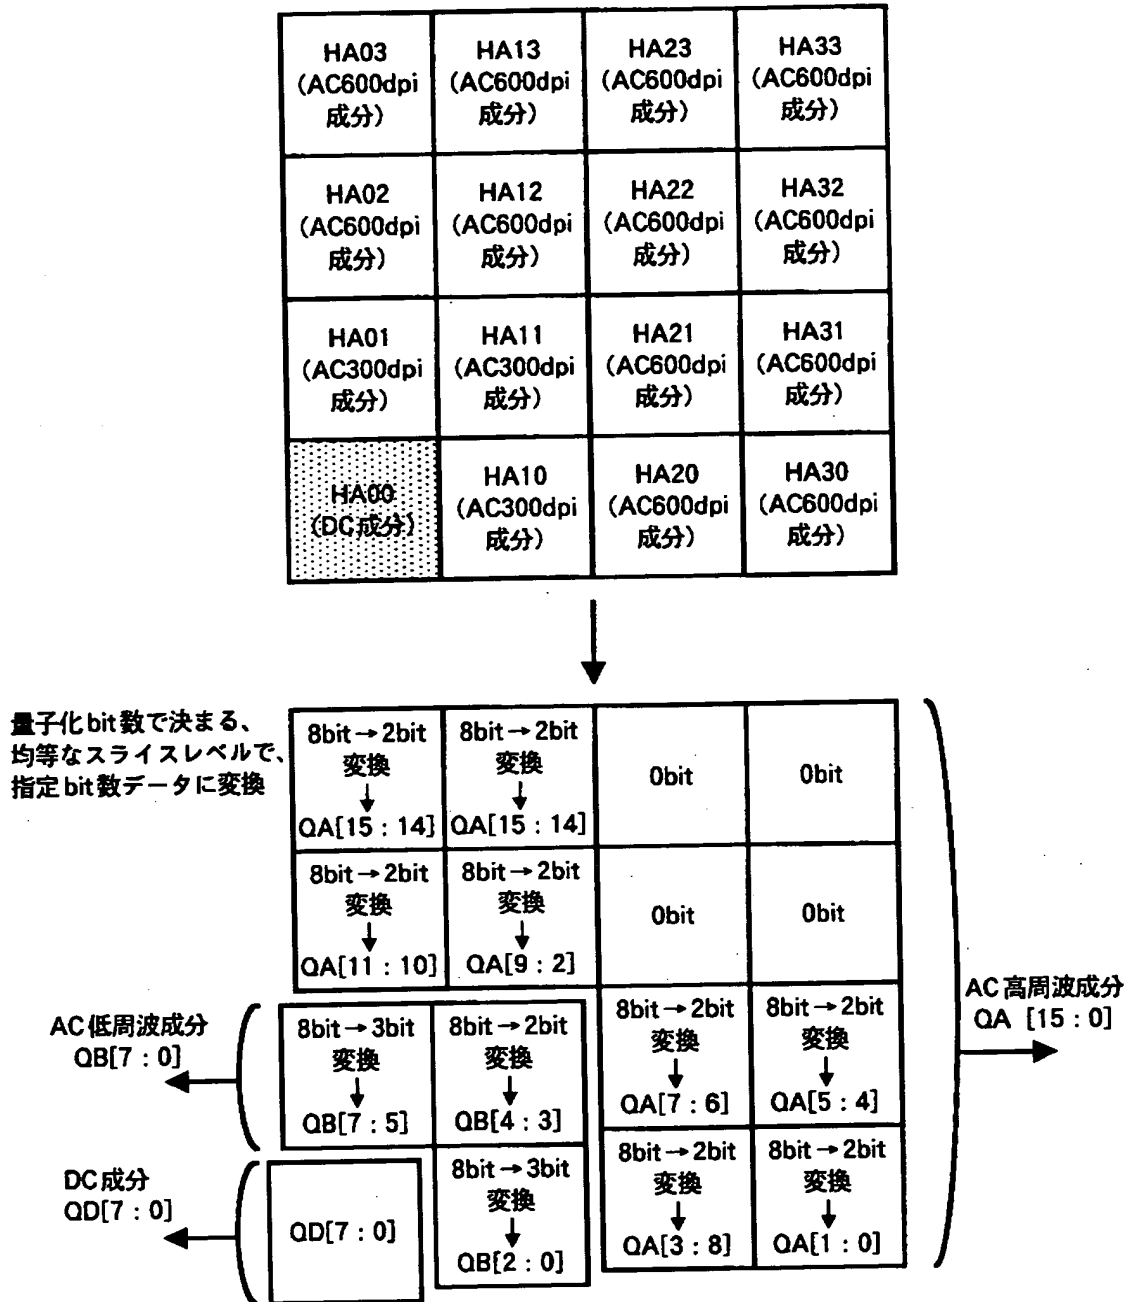 HA03
(AC600dpi
成分)
HA13
(AC600dpi
成分)
HA23
(AC600dpi
成分)
HA33
(AC600dpi
成分)
HA02
(AC600dpi
成分)
HA12
(AC600dpi
成分)
HA22
(AC600dpi
成分)
HA32
(AC600dpi
成分)
HA01
(AC300dpi
成分)
HA11
(AC300dpi
成分)
HA21
(AC600dpi
成分)
HA31
(AC600dpi
成分)
HA00
(DC成分)
HA10
(AC300dpi
成分)
HA20
(AC600dpi
成分)
HA30
(AC600dpi
成分)
量子化bit数で決まる、
均等なスライスレベルで、
指定bit数データに変換
8bit→2bit
変換
QA[15：14]
8bit→2bit
変換
QA[15：14]
0bit
0bit
8bit→2bit
変換
QA[11：10]
8bit→2bit
変換
QA[9：2]
0bit
0bit
AC高周波成分
QA [15：0]
AC低周波成分
QB[7：0]
8bit→3bit
変換
QB[7：5]
8bit→2bit
変換
QB[4：3]
8bit→2bit
変換
QA[7：6]
8bit→2bit
変換
QA[5：4]
DC成分
QD[7：0]
QD[7：0]
8bit→3bit
変換
QB[2：0]
8bit→2bit
変換
QA[3：8]
8bit→2bit
変換
QA[1：0]